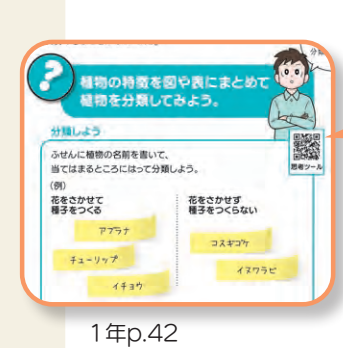 分類
植物の特徴を図や表にまとめて
植物を分類してみよう。
分類しよう
思考ツール
ふせんに植物の名前を書いて、
当てはまるところにはって分類しよう。
(例)
花をさかせて
種子をつくる
花をさかせず
種子をつくらない
アブラナ
コスギゴケ
チューリップ
イヌワラビ
イチョウ
1年p.42